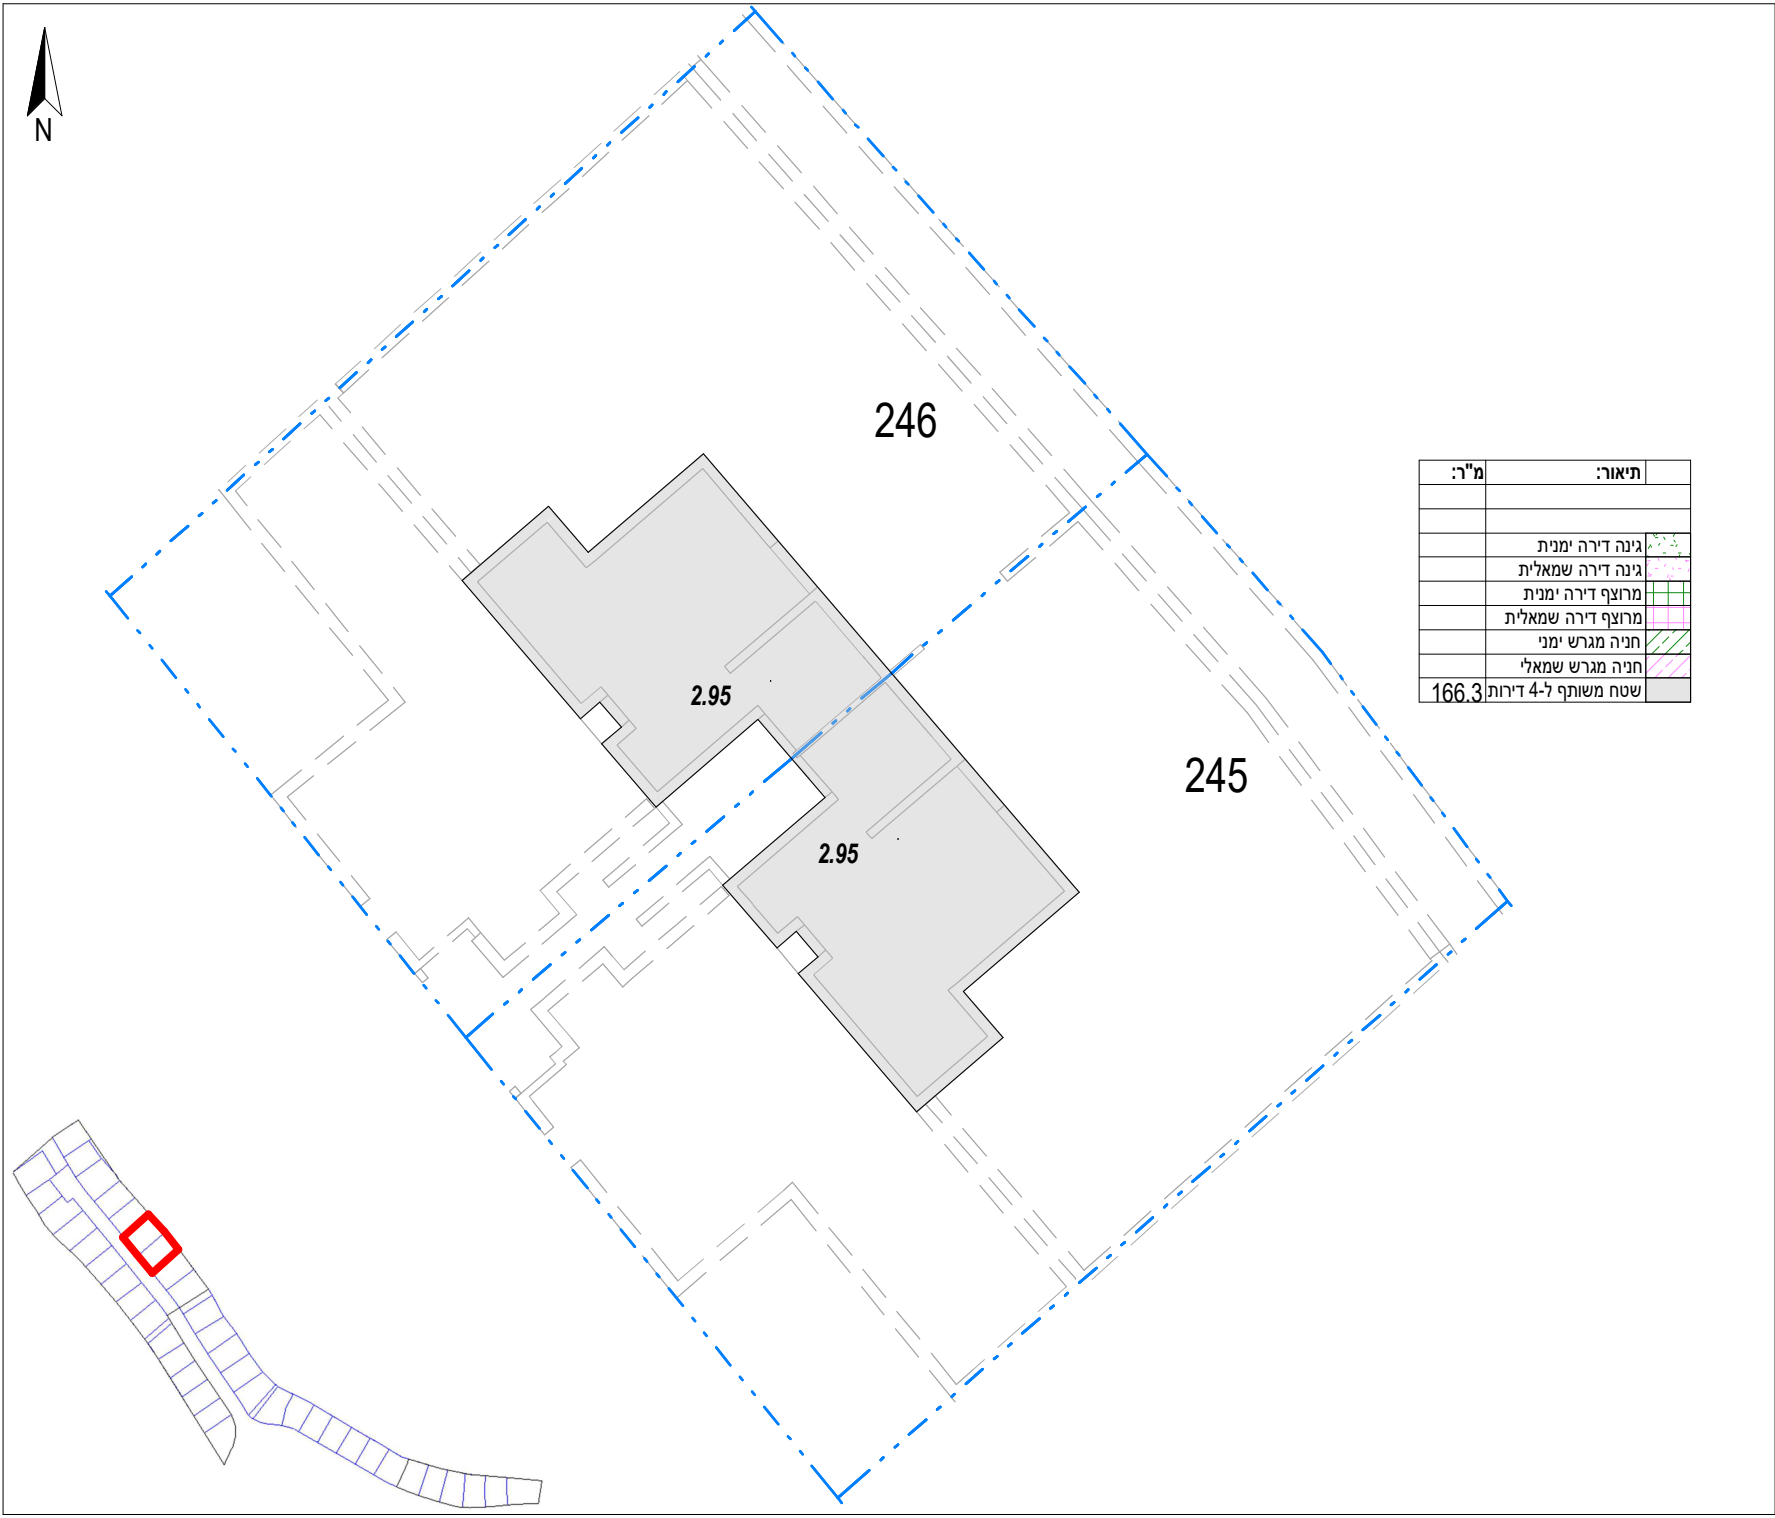 N
246
תיאור: מ"ר:
גינה דירה ימנית
גינה דירה שמאלית
מרוצף דירה ימנית
מרוצף דירה שמאלית
חניה מגרש ימני
חניה מגרש שמאלי
שטח משותף ל-4 דירות 166.3
2.95
245
2.95